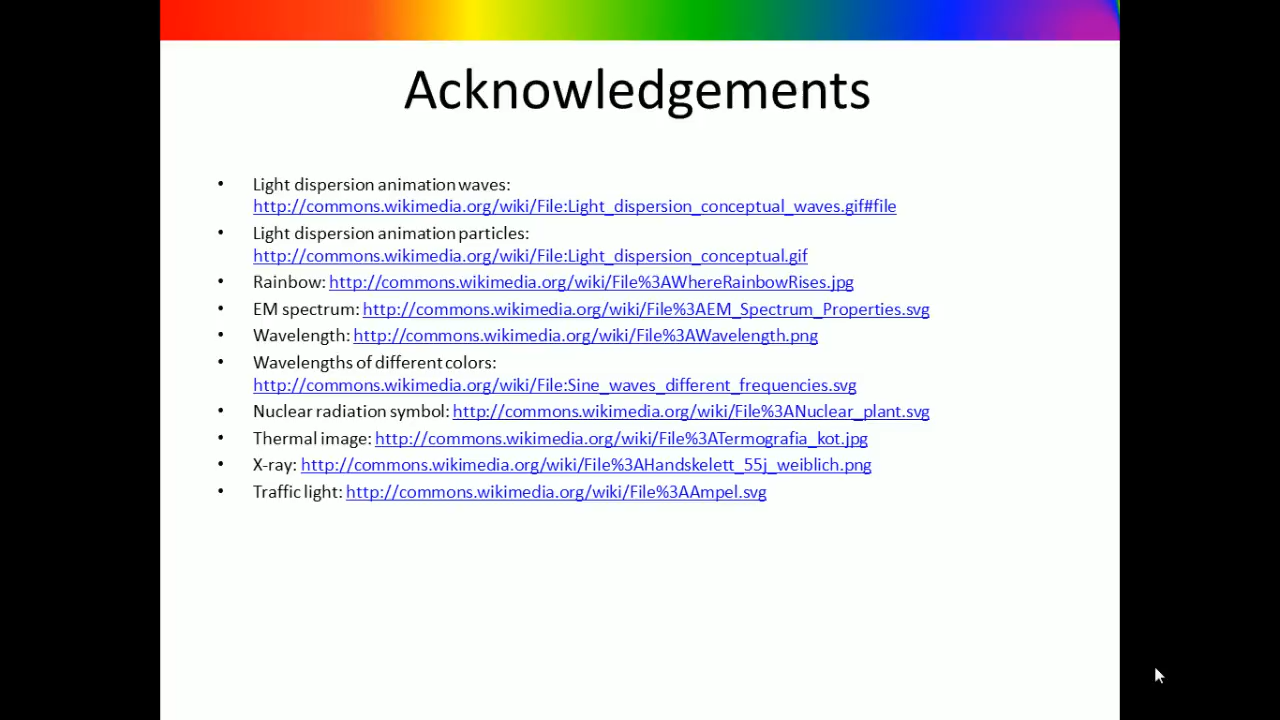 Acknowledgements
• Light dispersion animation waves:
http://commons.wikimedia.org/wiki/File:Light_dispersion_conceptual_waves.gif#file
• Light dispersion animation particles:
http://commons.wikimedia.org/wiki/File:Light_dispersion_conceptual.gif
• Rainbow: http://commons.wikimedia.org/wiki/File%3AWhereRainbowRises.jpg
• EM spectrum: http://commons.wikimedia.org/wiki/File%3AEM_Spectrum_Properties.svg
• Wavelength: http://commons.wikimedia.org/wiki/File%3AWavelength.png
• Wavelengths of different colors:
http://commons.wikimedia.org/wiki/File:Sine_waves_different_frequencies.svg
• Nuclear radiation symbol: http://commons.wikimedia.org/wiki/File%3ANuclear_plant.svg
• Thermal image: http://commons.wikimedia.org/wiki/File%3ATermografia_kot.jpg
• X-ray: http://commons.wikimedia.org/wiki/File%3AHandskelett_55j_weiblich.png
• Traffic light: http://commons.wikimedia.org/wiki/File%3AAmpel.svg